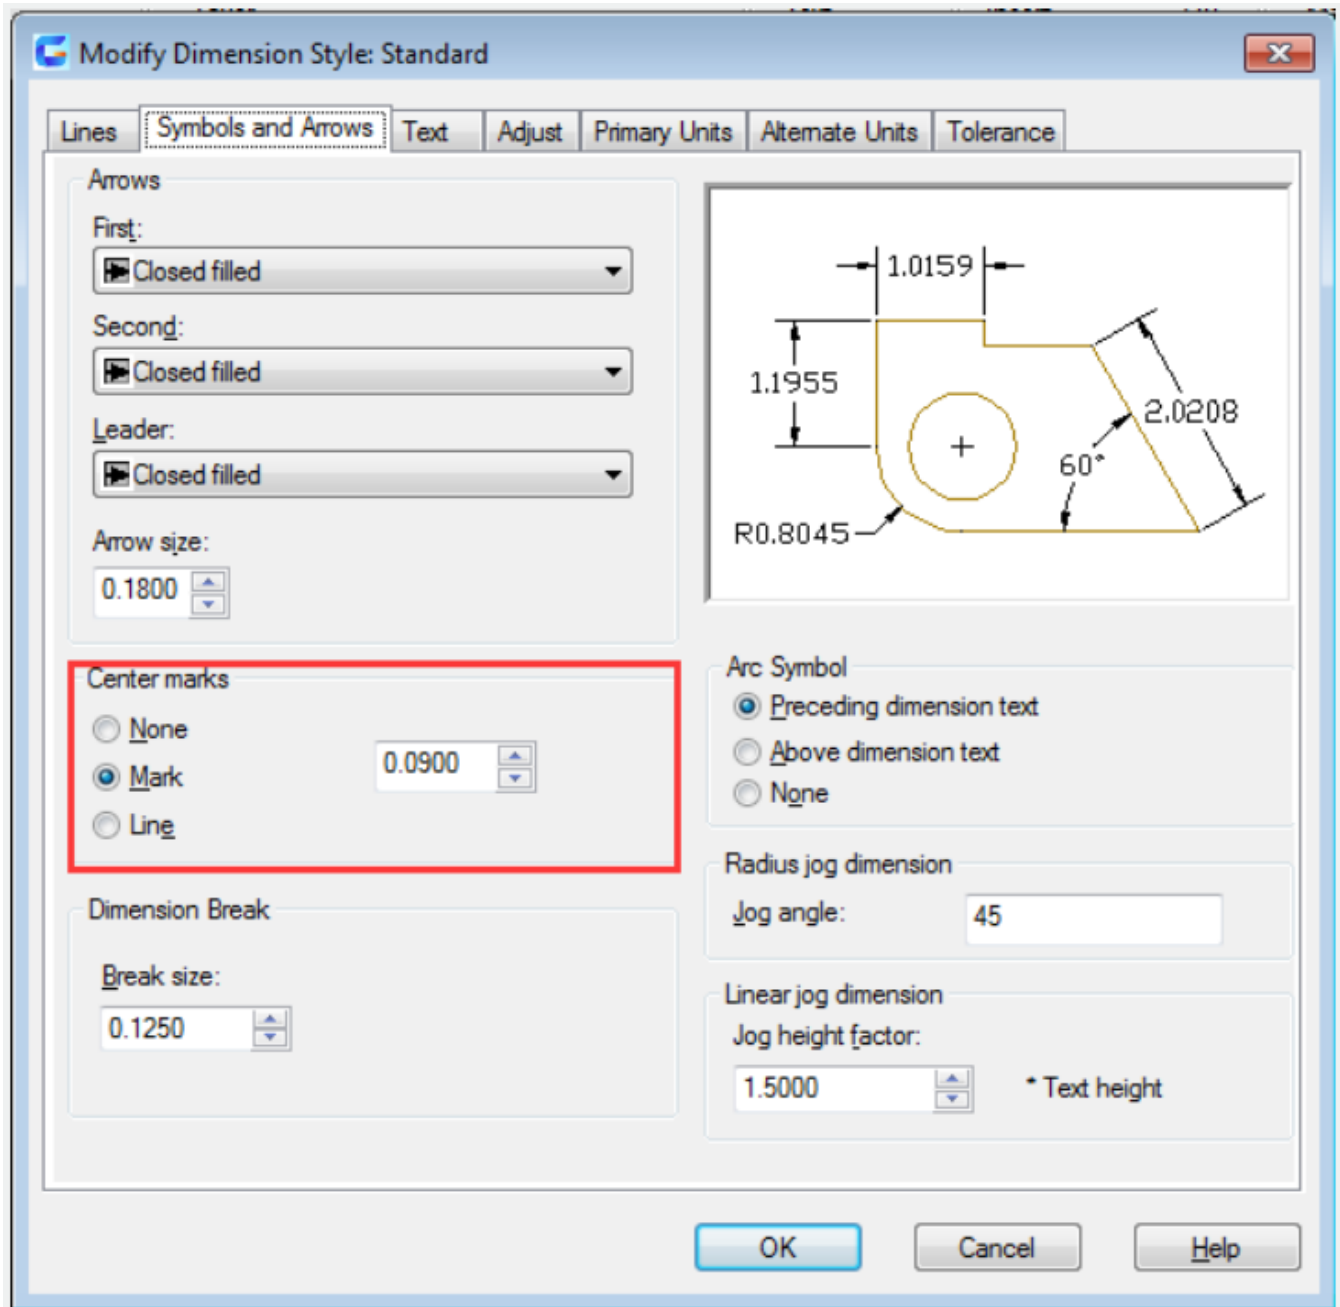 Modify Dimension Style: Standard
Lines Symbols and Arrows Text Adjust Primary Units Alternate Units Tolerance
Arrows
First:
Closed filled
Second:
Closed filled
Leader:
Closed filled
Arrow size:
0.1800
1.0159
1.1955
2.0208
60°
R0.8045
Center marks
None
Mark
0.0900
Line
Arc Symbol
Preceding dimension text
Above dimension text
None
Dimension Break
Break size:
0.1250
Radius jog dimension
Jog angle:
45
Linear jog dimension
Jog height factor:
1.5000
* Text height
OK Cancel Help